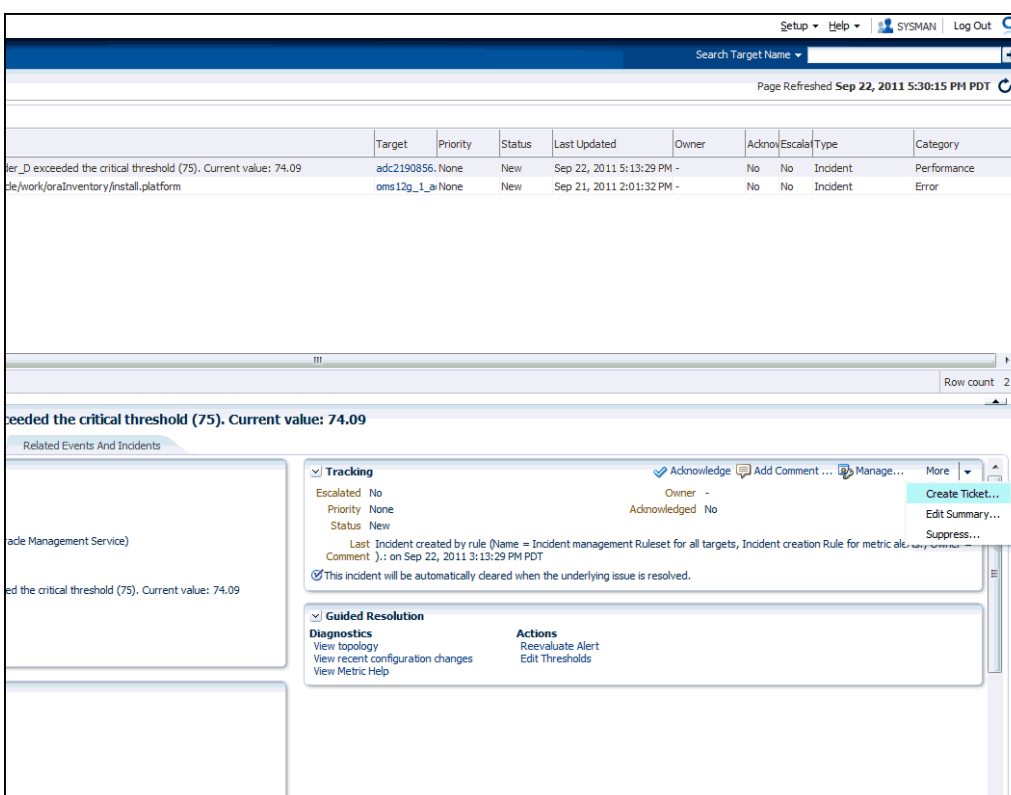 Setup Help SYSMAN Log Out
Search Target Name
Page Refreshed Sep 22, 2011 5:30:15 PM PDT
Target Priority Status Last Updated Owner Acknov Escalat Type Category
der_D exceeded the critical threshold (75). Current value: 74.09 adc2190856. None New Sep 22, 2011 5:13:29 PM - No No Incident Performance
cle/work/oraInventory/install.platform oms12g_1_a None New Sep 21, 2011 2:01:32 PM - No No Incident Error
Row count 2
ceeded the critical threshold (75). Current value: 74.09
Related Events And Incidents
Tracking Acknowledge Add Comment ... Manage... More
Create Ticket...
Edit Summary...
Suppress...
Escalated No Owner -
Priority None Acknowledged No
Status New
racle Management Service)
Last Comment Incident created by rule (Name = Incident management Ruleset for all targets, Incident creation Rule for metric
).: on Sep 22, 2011 3:13:29 PM PDT
This incident will be automatically cleared when the underlying issue is resolved.
ed the critical threshold (75). Current value: 74.09
Guided Resolution
Diagnostics Actions
View topology Reevaluate Alert
View recent configuration changes Edit Thresholds
View Metric Help